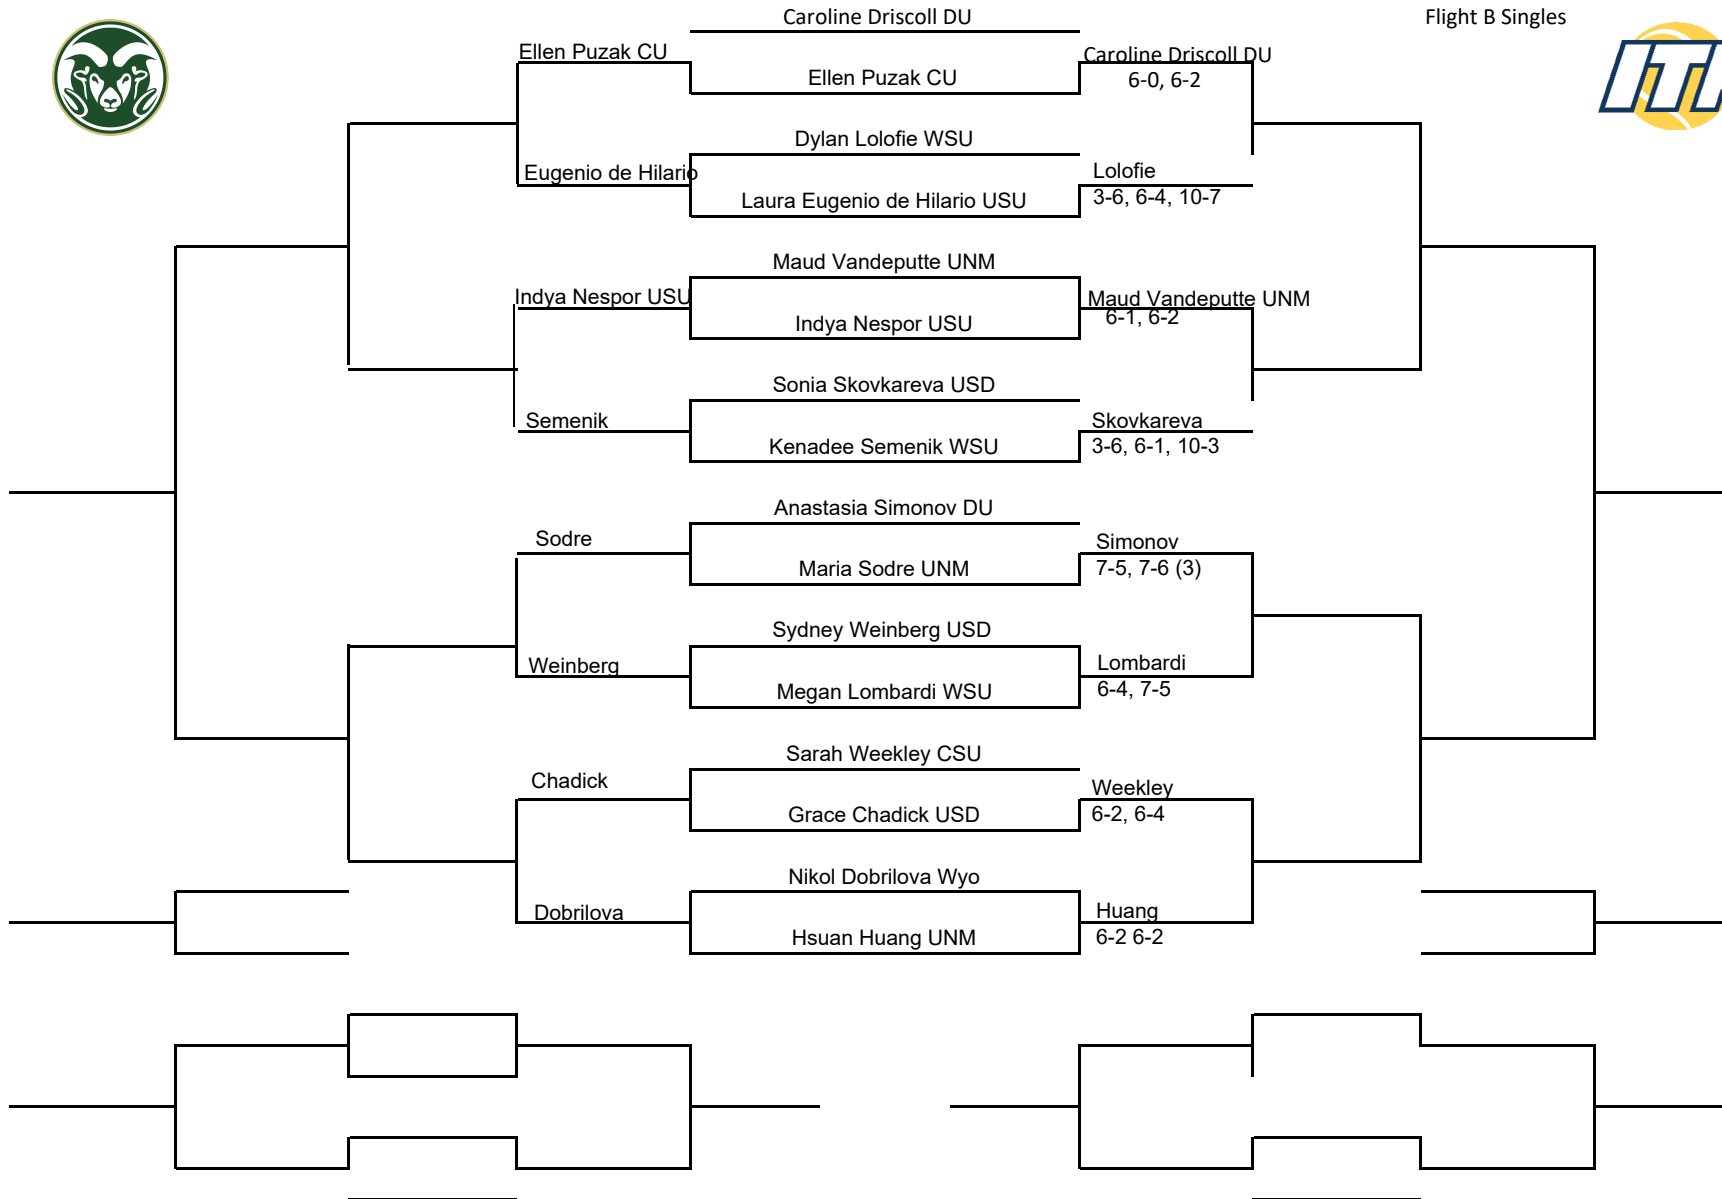 Caroline Driscoll DU
Flight B Singles
Ellen Puzak CU
Caroline Driscoll DU
Ellen Puzak CU
6-0, 6-2
Dylan Lolofie WSU
Eugenio de Hilario
Lolofie
Laura Eugenio de Hilario USU
3-6, 6-4, 10-7
Maud Vandeputte UNM
Indya Nespor USU
Maud Vandeputte UNM
Indya Nespor USU
6-1, 6-2
Sonia Skovkareva USD
Semenik
Skovkareva
Kenadee Semenik WSU
3-6, 6-1, 10-3
Anastasia Simonov DU
Sodre
Simonov
Maria Sodre UNM
7-5, 7-6 (3)
Sydney Weinberg USD
Weinberg
Lombardi
Megan Lombardi WSU
6-4, 7-5
Sarah Weekley CSU
Chadick
Weekley
Grace Chadick USD
6-2, 6-4
Nikol Dobrilova Wyo
Dobrilova
Huang
Hsuan Huang UNM
6-2 6-2